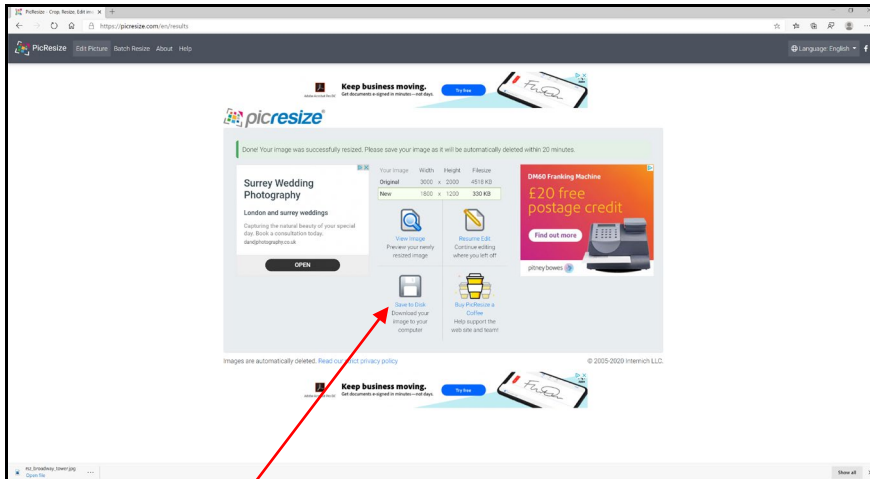 PicResize - Crop, Resize, Edit im
https://picresize.com/en/results
PicResize Edit Picture Batch Resize About Help
Language: English
Keep business moving.
Get documents e-signed in minutes—not days.
Try free
picresize
Done! Your image was successfully resized. Please save your image as it will be automatically deleted within 20 minutes.
Surrey Wedding
Photography
London and surrey weddings
Capturing the natural beauty of your special
day. Book a consultation today.
OPEN
Your Image Width Height Filesize
Original 3000 x 2000 4518 KB
New 1800 x 1200 330 KB
View Image
Preview your newly
resized image
Resume Edit
Continue editing
where you left off
Save to Disk
Download your
image to your
computer
Buy PicResize a
Coffee
Help support the
web site and team!
DM60 Franking Machine
£20 free
postage credit
Find out more
pitney bowes
Images are automatically deleted. Read our strict privacy policy
© 2005-2020 Internich LLC.
Keep business moving.
Get documents e-signed in minutes—not days.
Try free
rsz_broadway_tower.jpg
Open file
Show all